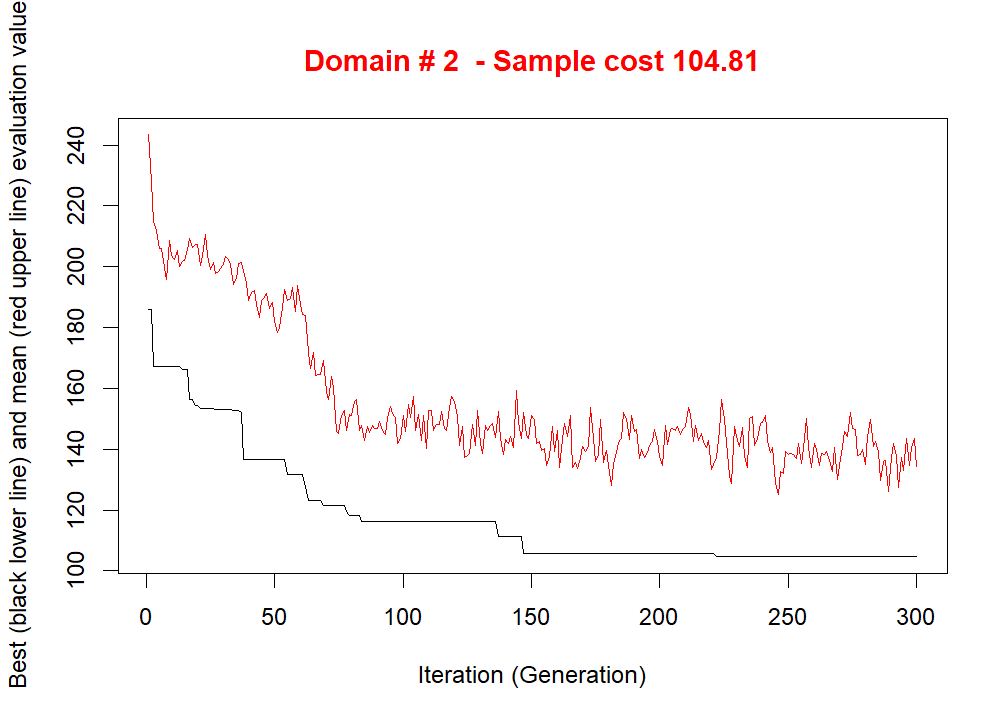 Domain # 2  - Sample cost 104.81
Best (black lower line) and mean (red upper line) evaluation value
240
220
200
180
160
140
120
100
0 50 100 150 200 250 300
Iteration (Generation)